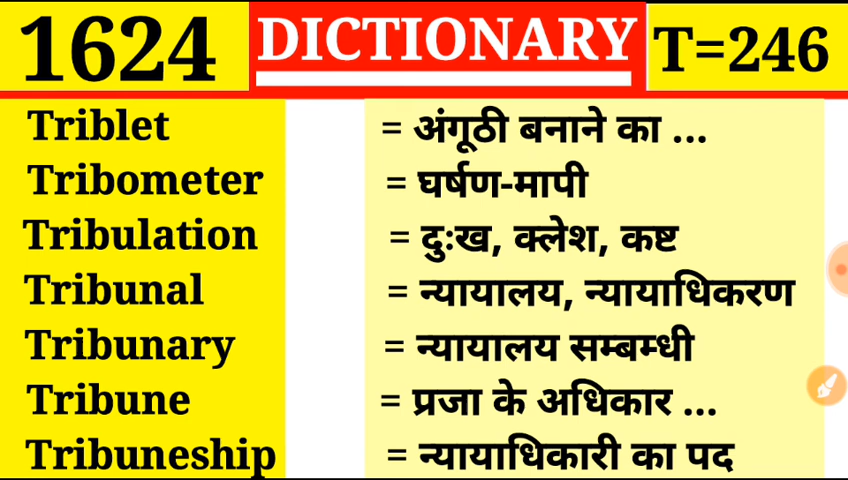 1624 DICTIONARY T=246
Triblet = अंगूठी बनाने का ...
Tribometer = घर्षण-मापी
Tribulation = दुःख, क्लेश, कष्ट
Tribunal = न्यायालय, न्यायाधिकरण
Tribunary = न्यायालय सम्बम्धी
Tribune = प्रजा के अधिकार ...
Tribuneship = न्यायाधिकारी का पद